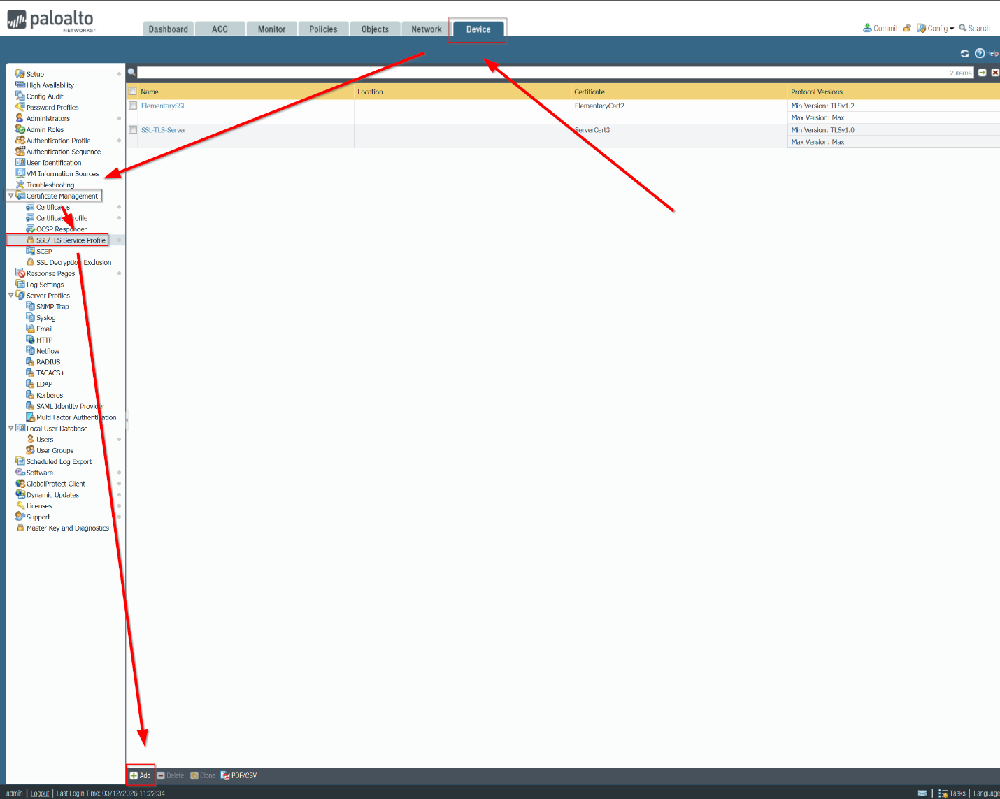 paloalto
NETWORKS®
Dashboard ACC Monitor Policies Objects Network Device
Commit Config Search
Help
2 items
Setup
High Availability
Config Audit
Password Profiles
Administrators
Admin Roles
Authentication Profile
Authentication Sequence
User Identification
VM Information Sources
Troubleshooting
Certificate Management
Certificates
Certificate Profile
OCSP Responder
SSL/TLS Service Profile
SCEP
SSL Decryption Exclusion
Response Pages
Log Settings
Server Profiles
SNMP Trap
Syslog
Email
HTTP
Netflow
RADIUS
TACACS+
LDAP
Kerberos
SAML Identity Provider
Multi Factor Authentication
Local User Database
Users
User Groups
Scheduled Log Export
Software
GlobalProtect Client
Dynamic Updates
Licenses
Support
Master Key and Diagnostics
Name Location Certificate Protocol Versions
ElementarySSL ElementaryCert2 Min Version: TLSv1.2
Max Version: Max
SSL-TLS-Server ServerCert3 Min Version: TLSv1.0
Max Version: Max
Add Delete Clone PDF/CSV
admin | Logout | Last Login Time: 03/12/2026 11:22:34
Tasks | Language